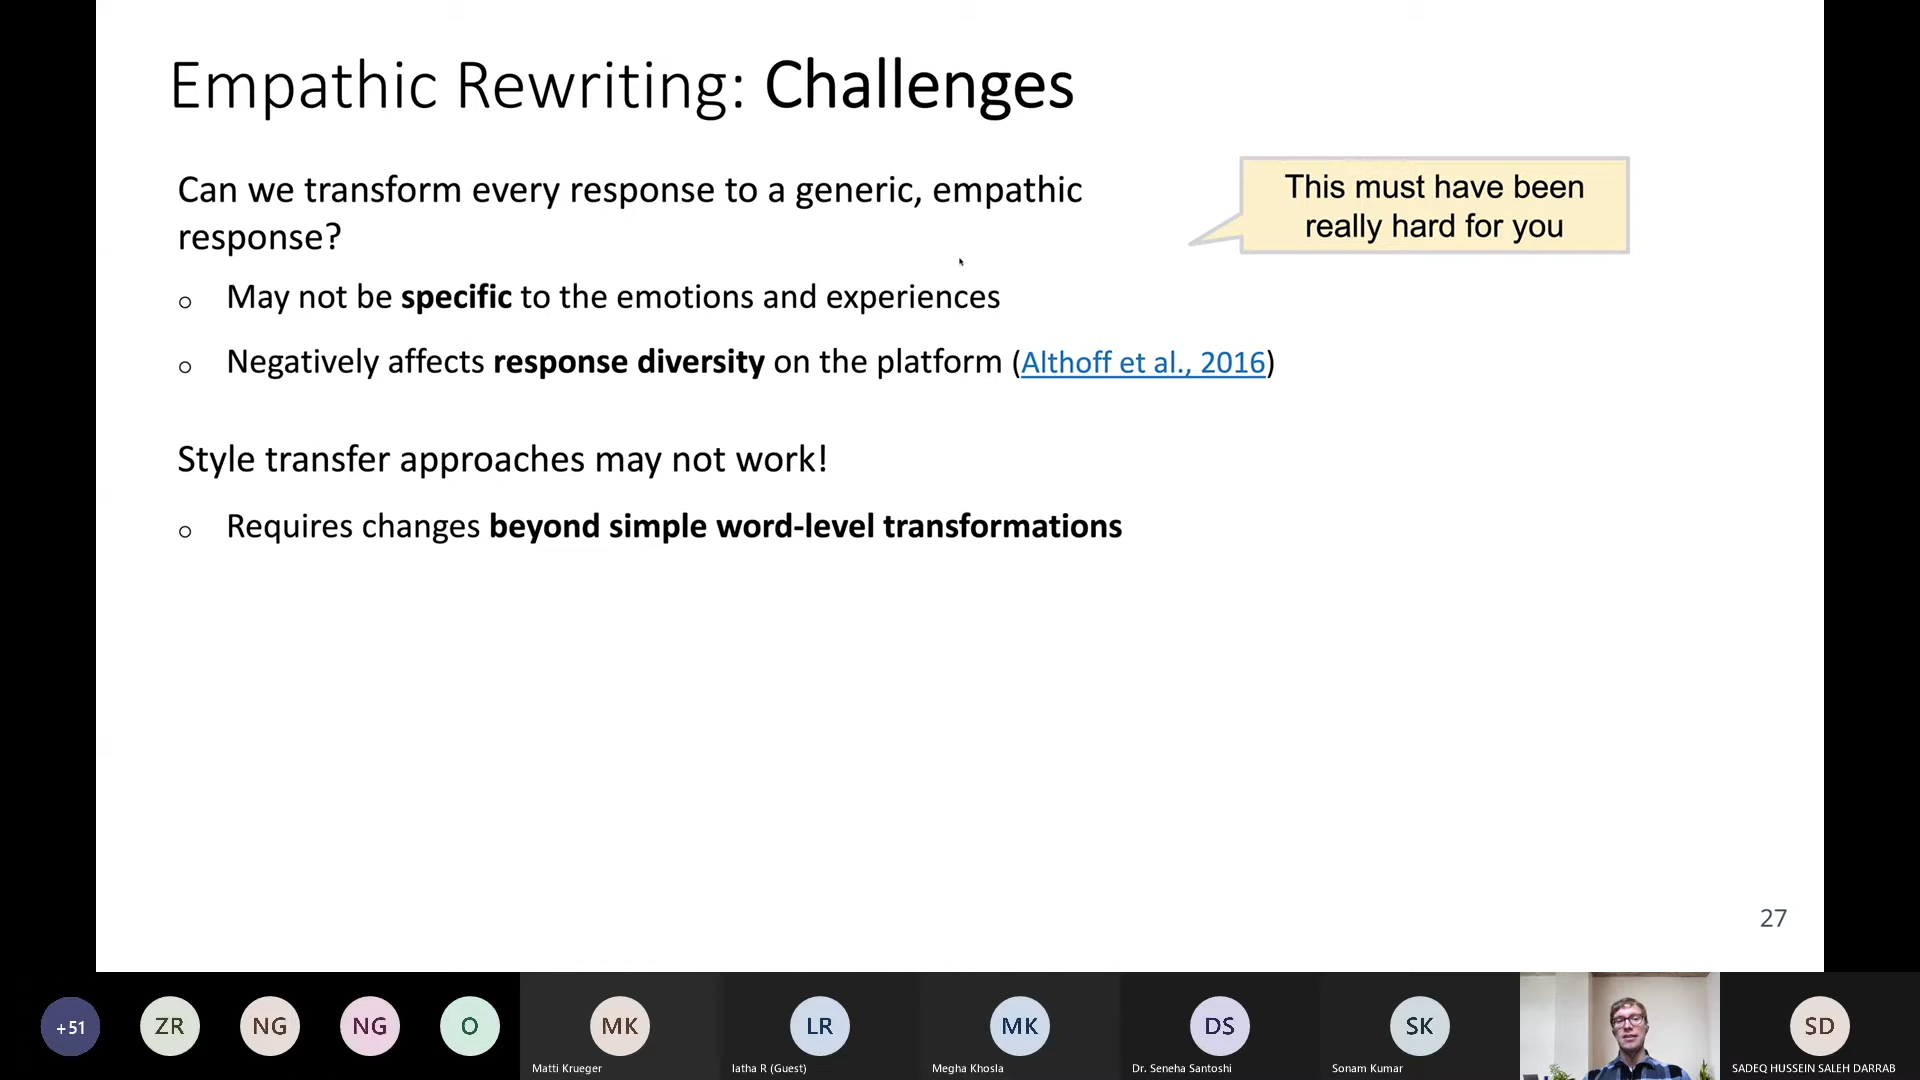 Empathic Rewriting: Challenges
Can we transform every response to a generic, empathic
response?
This must have been
really hard for you
o May not be specific to the emotions and experiences
o Negatively affects response diversity on the platform (Althoff et al., 2016)
Style transfer approaches may not work!
o Requires changes beyond simple word-level transformations
27
+51
ZR
NG
NG
O
MK
Matti Krueger
LR
latha R (Guest)
MK
Megha Khosla
DS
Dr. Seneha Santoshi
SK
Sonam Kumar
SD
SADEQ HUSSEIN SALEH DARRAB